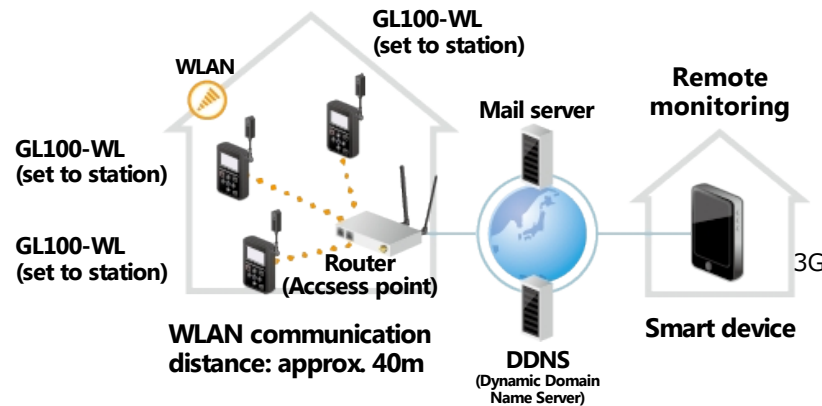 GL100-WL
(set to station)
WLAN
GL100-WL
(set to station)
GL100-WL
(set to station)
Router
(Accsess point)
WLAN communication
distance: approx. 40m
Mail server
DDNS
(Dynamic Domain
Name Server)
Remote
monitoring
3G
Smart device